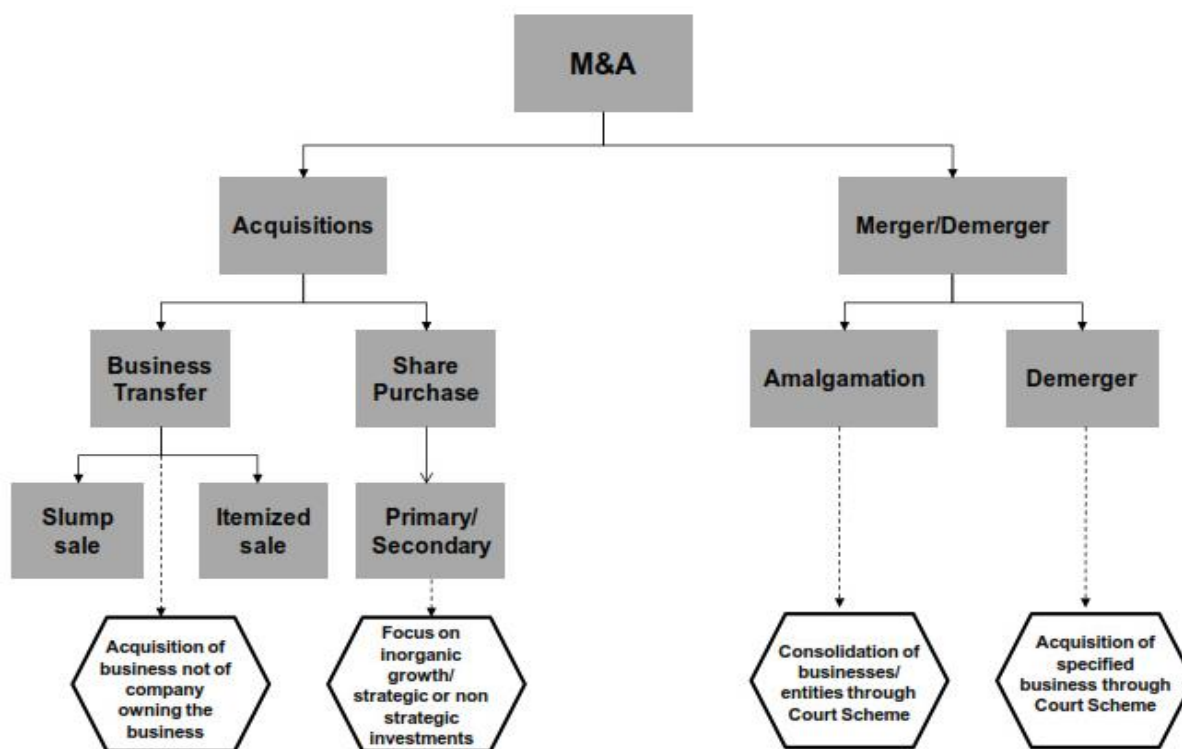 M&A
Acquisitions
Merger/Demerger
Business
Transfer
Share
Purchase
Amalgamation
Demerger
Slump
sale
Itemized
sale
Primary/
Secondary
Acquisition of
business not of
company
owning the
business
Focus on
inorganic
growth/
strategic or non
strategic
investments
Consolidation of
businesses/
entities through
Court Scheme
Acquisition of
specified
business through
Court Scheme